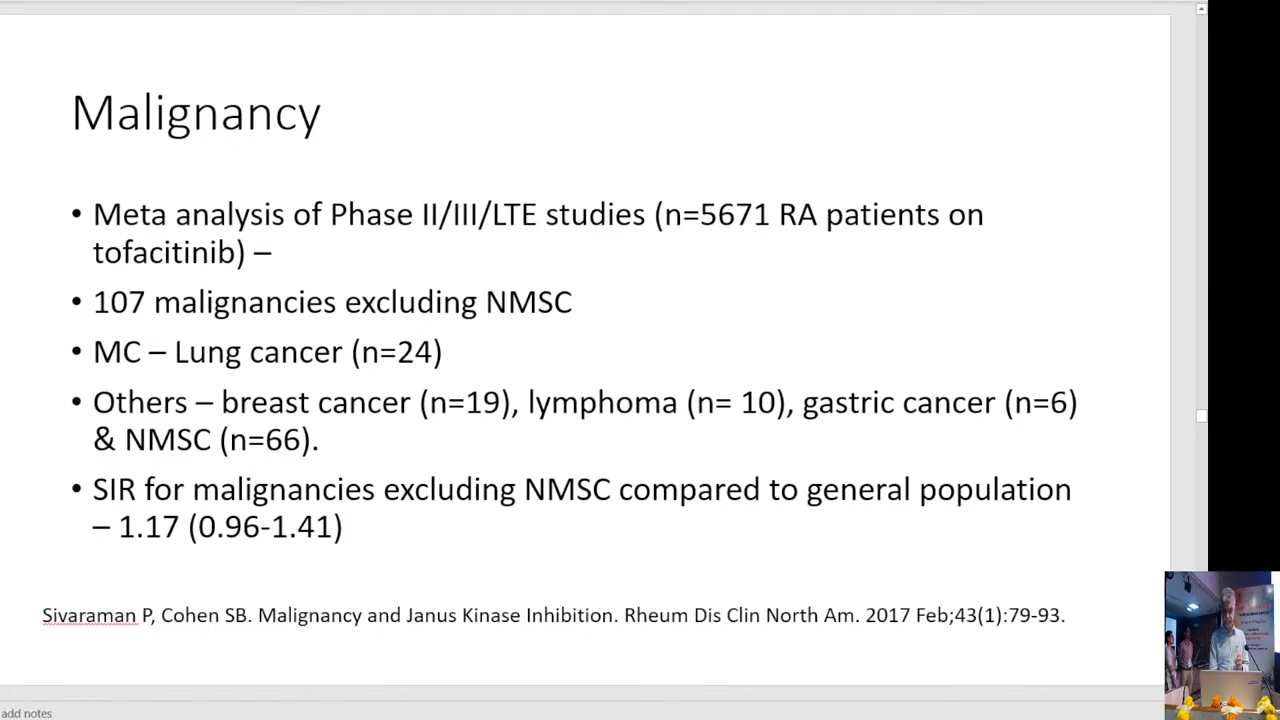 Malignancy
• Meta analysis of Phase II/III/LTE studies (n=5671 RA patients on
tofacitinib) –
• 107 malignancies excluding NMSC
• MC – Lung cancer (n=24)
• Others – breast cancer (n=19), lymphoma (n= 10), gastric cancer (n=6)
& NMSC (n=66).
• SIR for malignancies excluding NMSC compared to general population
– 1.17 (0.96-1.41)
Sivaraman P, Cohen SB. Malignancy and Janus Kinase Inhibition. Rheum Dis Clin North Am. 2017 Feb;43(1):79-93.
add notes